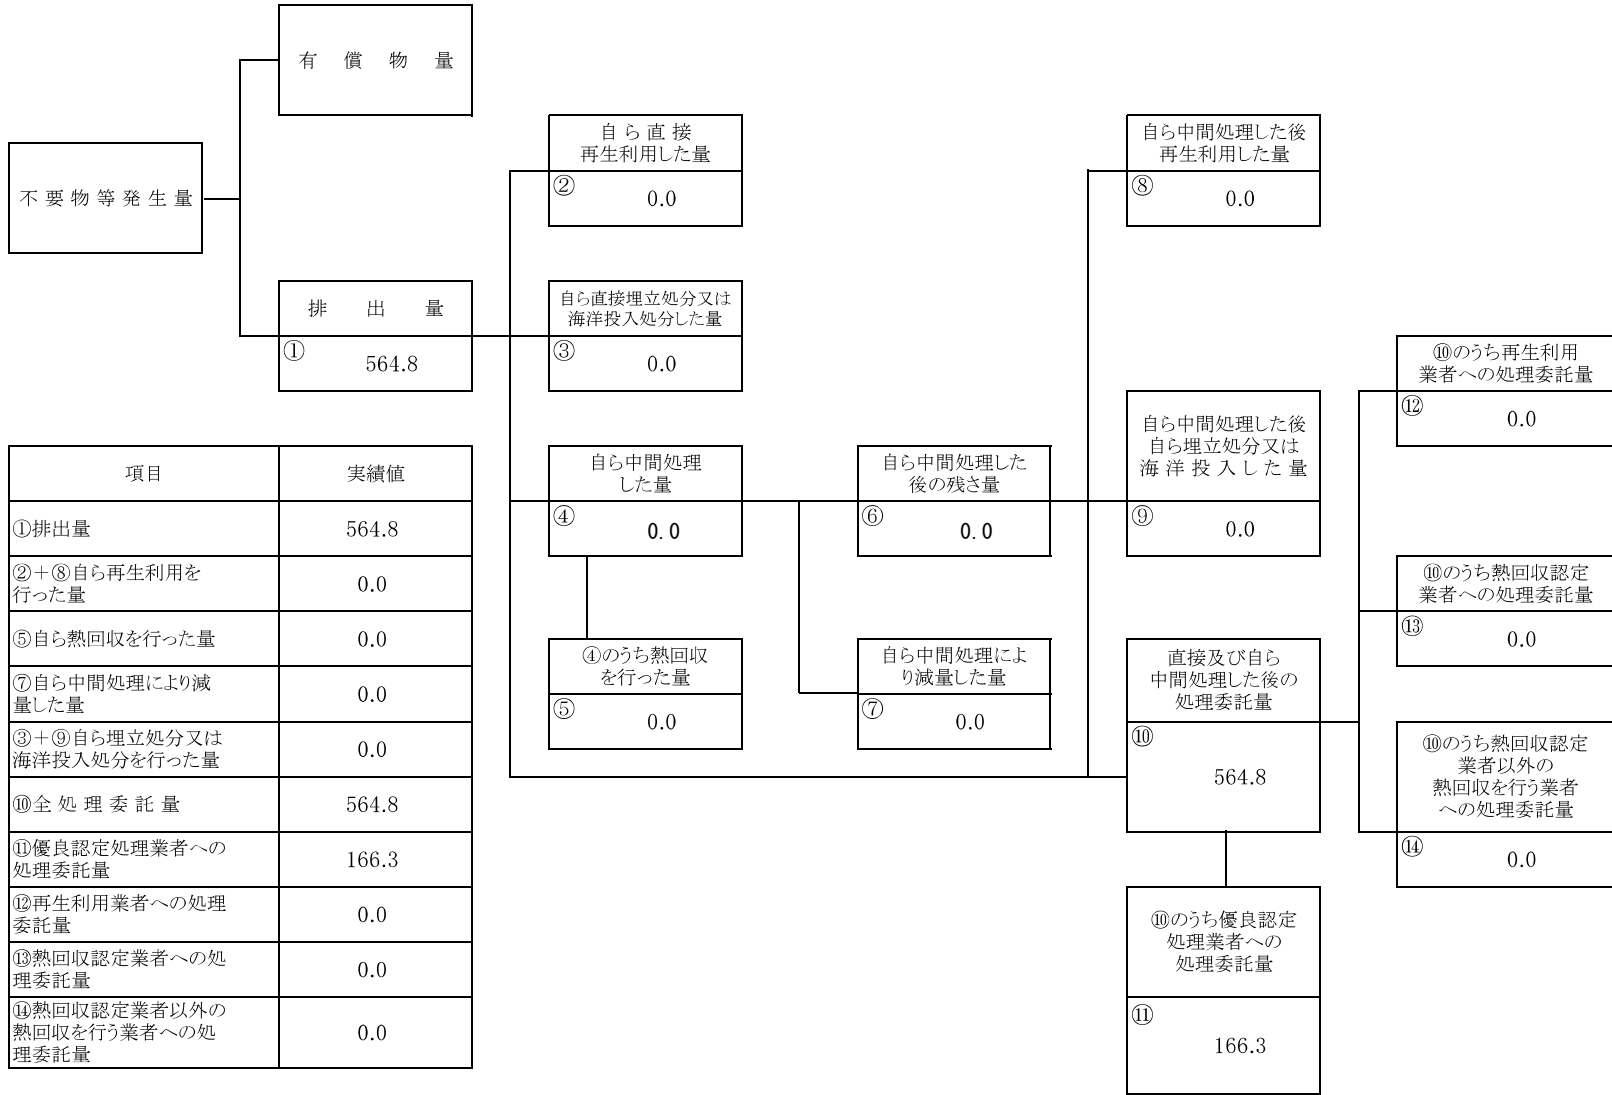 有償物量
不要物等発生量
排出量
① 564.8
自ら直接
再生利用した量
② 0.0
自ら直接埋立処分又は
海洋投入処分した量
③ 0.0
自ら中間処理
した量
④ 0.0
④のうち熱回収
を行った量
⑤ 0.0
自ら中間処理した
後の残さ量
⑥ 0.0
自ら中間処理によ
り減量した量
⑦ 0.0
自ら中間処理した後
再生利用した量
⑧ 0.0
自ら中間処理した後
自ら埋立処分又は
海洋投入した量
⑨ 0.0
直接及び自ら
中間処理した後の
処理委託量
⑩ 564.8
⑩のうち優良認定
処理業者への
処理委託量
⑪ 166.3
⑩のうち再生利用
業者への処理委託量
⑫ 0.0
⑩のうち熱回収認定
業者への処理委託量
⑬ 0.0
⑩のうち熱回収認定
業者以外の
熱回収を行う業者
への処理委託量
⑭ 0.0
項目 実績値
①排出量 564.8
②＋⑧自ら再生利用を
行った量 0.0
⑤自ら熱回収を行った量 0.0
⑦自ら中間処理により減
量した量 0.0
③＋⑨自ら埋立処分又は
海洋投入処分を行った量 0.0
⑩全処理委託量 564.8
⑪優良認定処理業者への
処理委託量 166.3
⑫再生利用業者への処理
委託量 0.0
⑬熱回収認定業者への処
理委託量 0.0
⑭熱回収認定業者以外の
熱回収を行う業者への処
理委託量 0.0